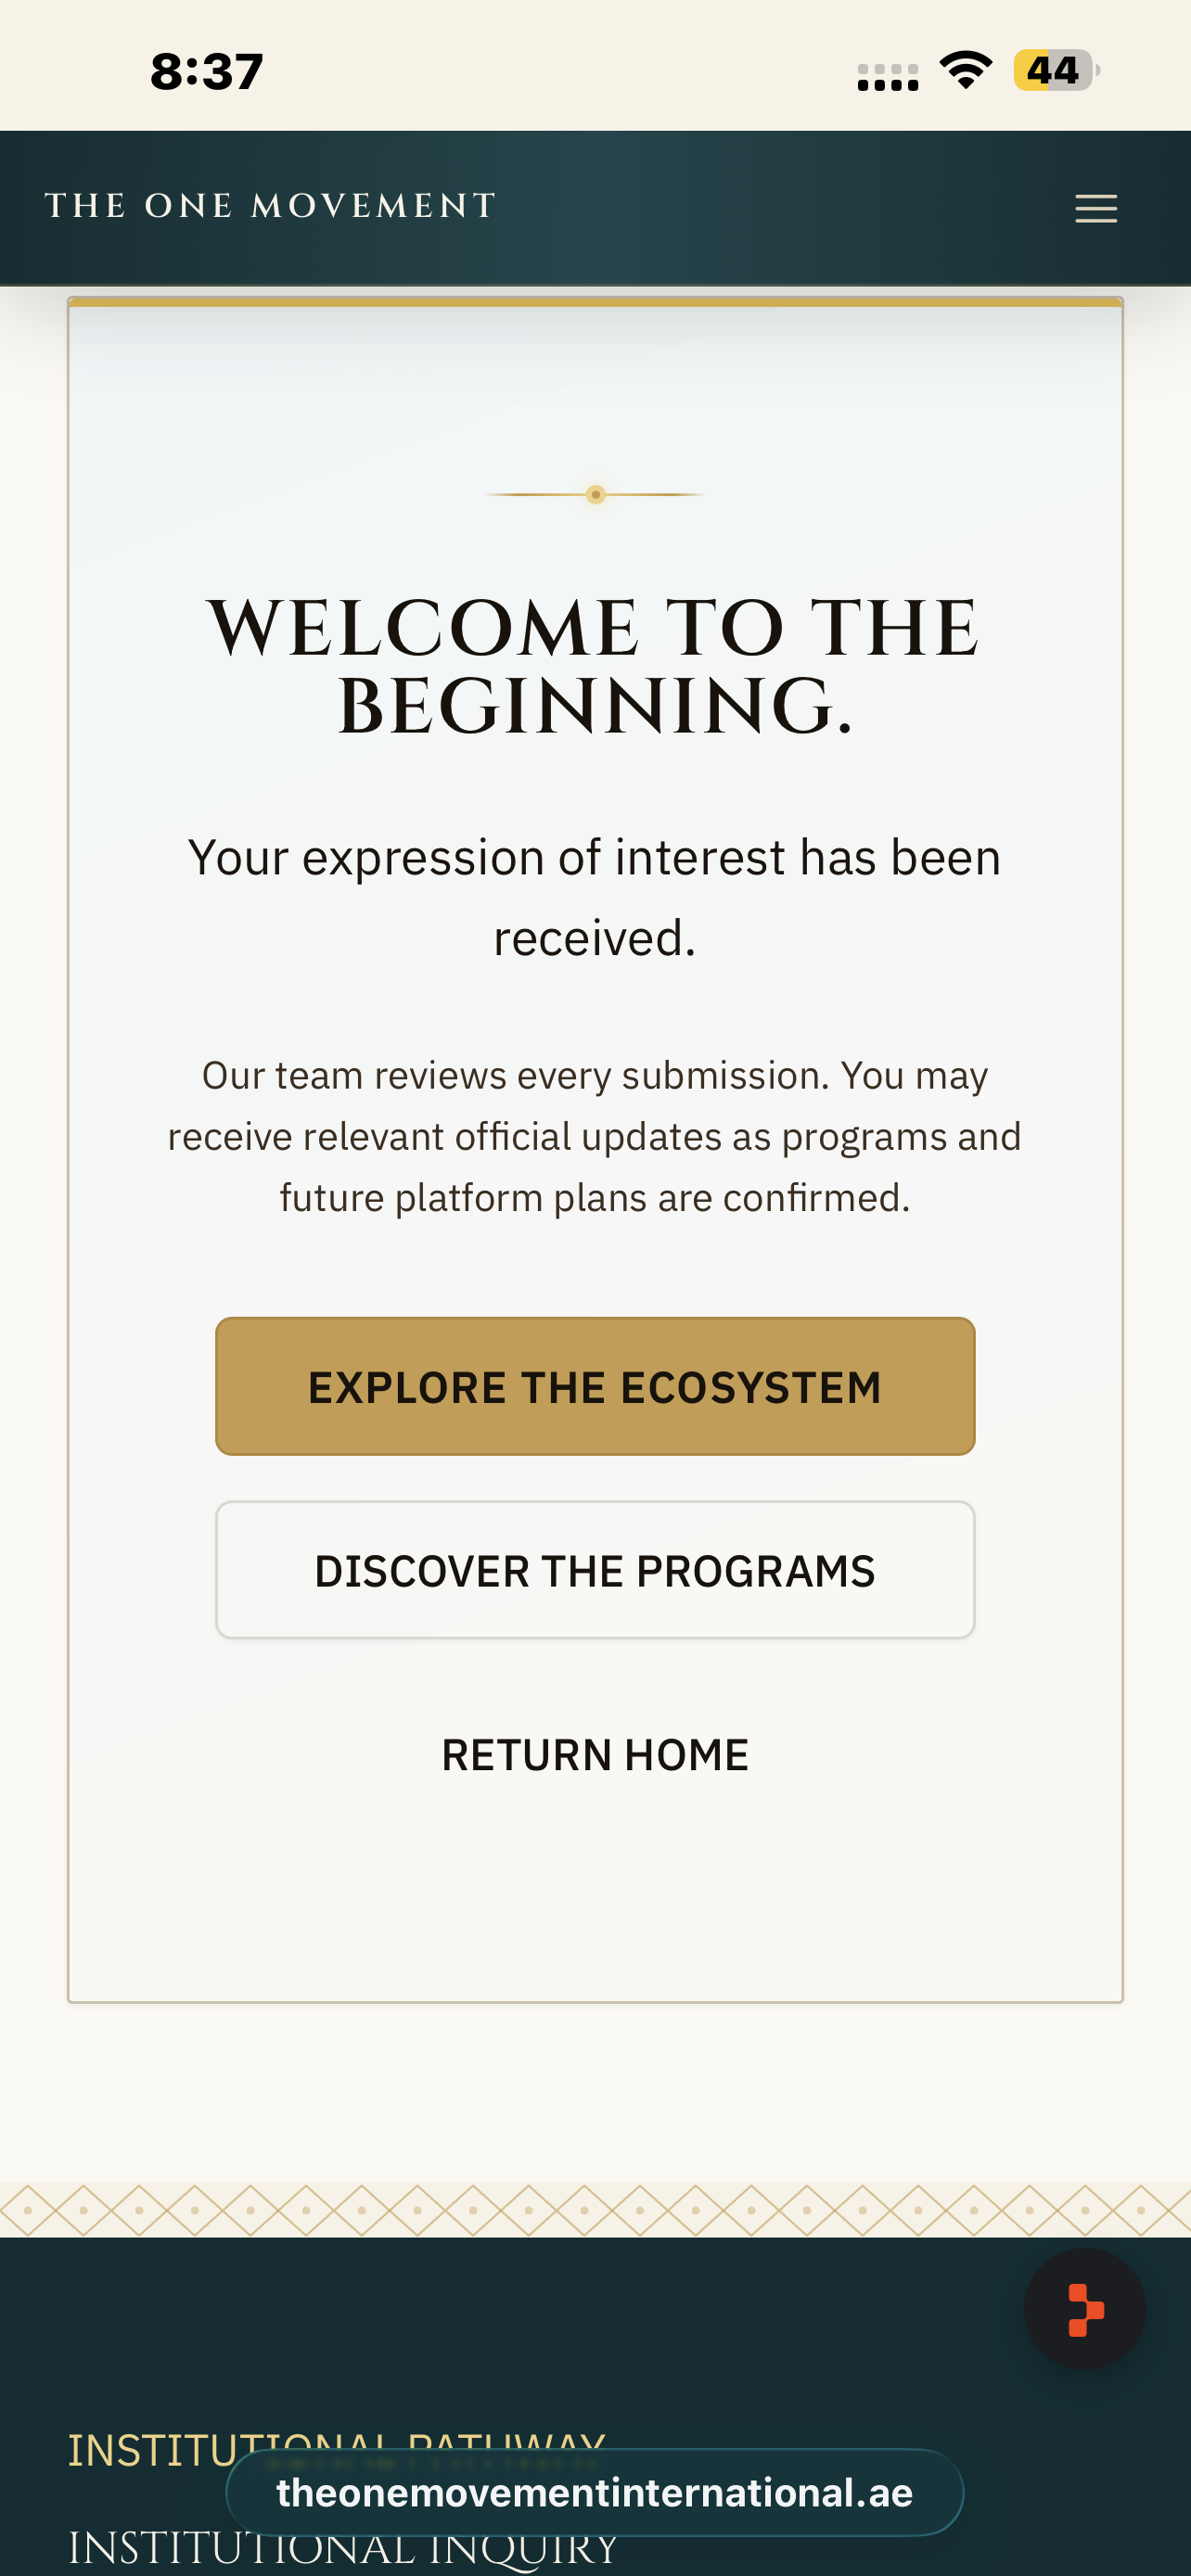 8:37
44
THE ONE MOVEMENT
WELCOME TO THE
BEGINNING.
Your expression of interest has been
received.
Our team reviews every submission. You may
receive relevant official updates as programs and
future platform plans are confirmed.
EXPLORE THE ECOSYSTEM
DISCOVER THE PROGRAMS
RETURN HOME
INSTITUTIONAL PATHWAY
theonemovementinternational.ae
INSTITUTIONAL INQUIRY